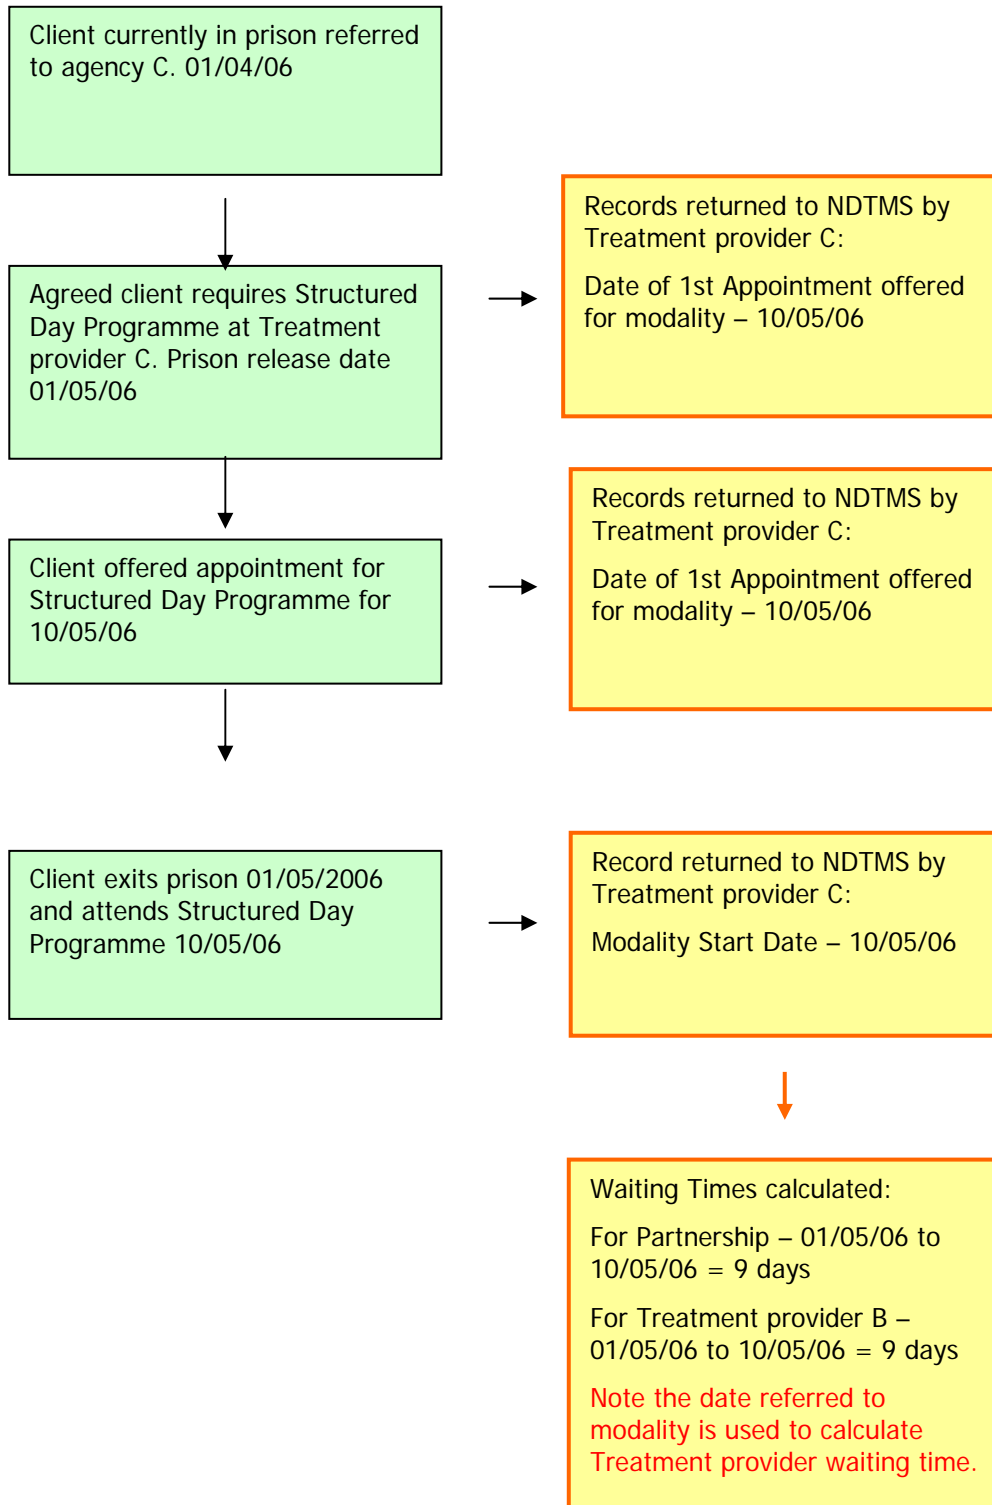 Client currently in prison referred
to agency C. 01/04/06
Records returned to NDTMS by
Treatment provider C:
Date of 1st Appointment offered
for modality – 10/05/06
Agreed client requires Structured
Day Programme at Treatment
provider C. Prison release date
01/05/06
Records returned to NDTMS by
Treatment provider C:
Date of 1st Appointment offered
for modality – 10/05/06
Client offered appointment for
Structured Day Programme for
10/05/06
Client exits prison 01/05/2006
and attends Structured Day
Programme 10/05/06
Record returned to NDTMS by
Treatment provider C:
Modality Start Date – 10/05/06
Waiting Times calculated:
For Partnership – 01/05/06 to
10/05/06 = 9 days
For Treatment provider B –
01/05/06 to 10/05/06 = 9 days
Note the date referred to
modality is used to calculate
Treatment provider waiting time.